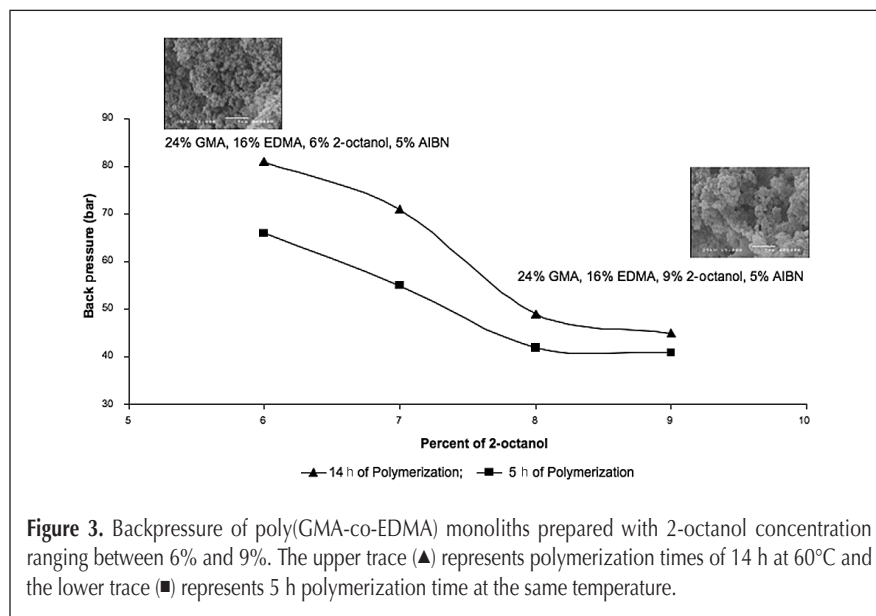 24% GMA, 16% EDMA, 6% 2-octanol, 5% AIBN
24% GMA, 16% EDMA, 9% 2-octanol, 5% AIBN
Back pressure (bar)
90
80
70
60
50
40
30
5
6
7
8
9
10
Percent of 2-octanol
14 h of Polymerization;
5 h of Polymerization
Figure 3. Backpressure of poly(GMA-co-EDMA) monoliths prepared with 2-octanol concentration
ranging between 6% and 9%. The upper trace (▲) represents polymerization times of 14 h at 60°C and
the lower trace (■) represents 5 h polymerization time at the same temperature.